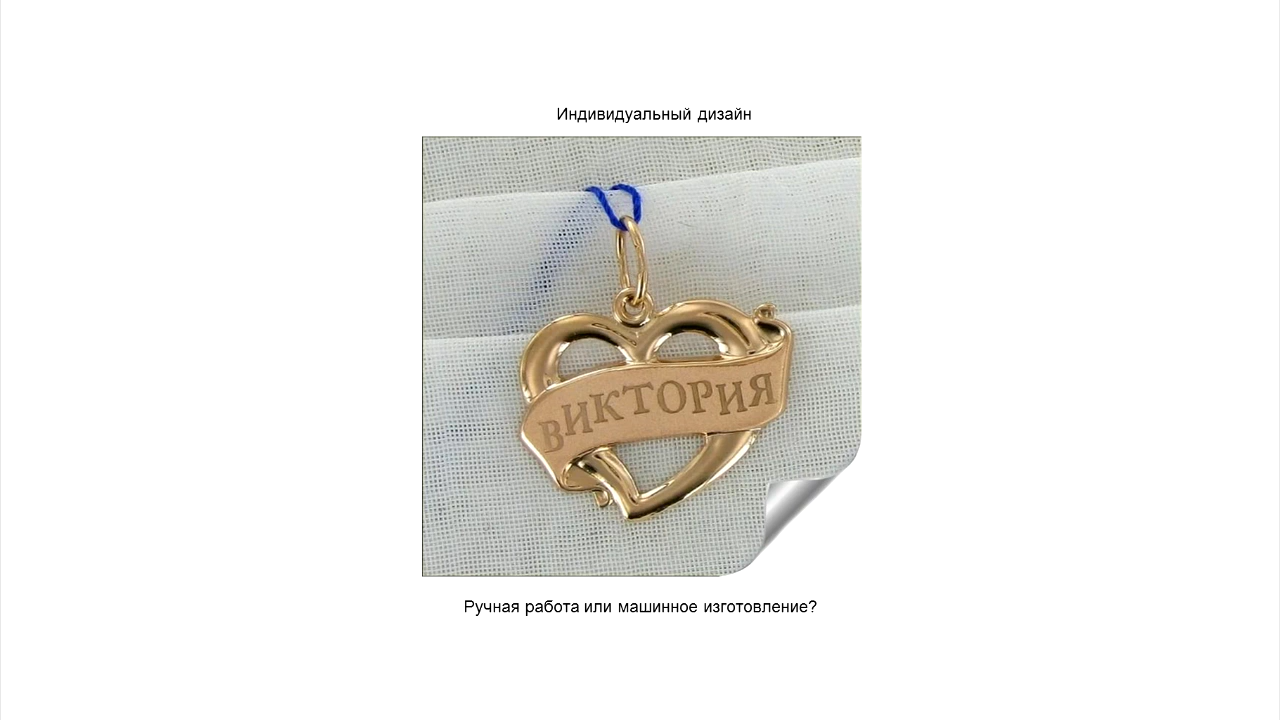 Индивидуальный дизайн
ВИКТОРИЯ
Ручная работа или машинное изготовление?